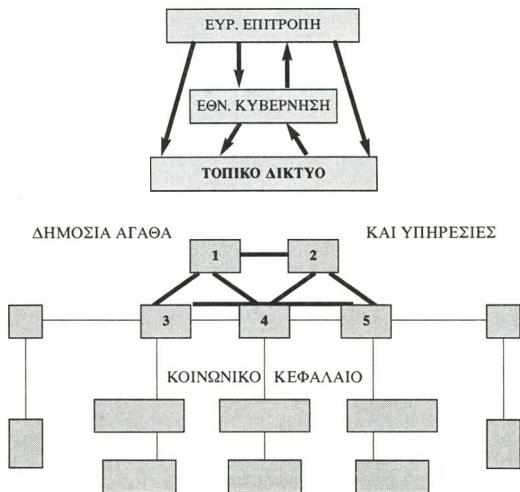 ΕΥΡ. ΕΠΙΤΡΟΠΗ
ΕΘΝ. ΚΥΒΕΡΝΗΣΗ
ΤΟΠΙΚΟ ΔΙΚΤΥΟ
ΔΗΜΟΣΙΑ ΑΓΑΘΑ ΚΑΙ ΥΠΗΡΕΣΙΕΣ
1 2
3 4 5
ΚΟΙΝΩΝΙΚΟ ΚΕΦΑΛΑΙΟ